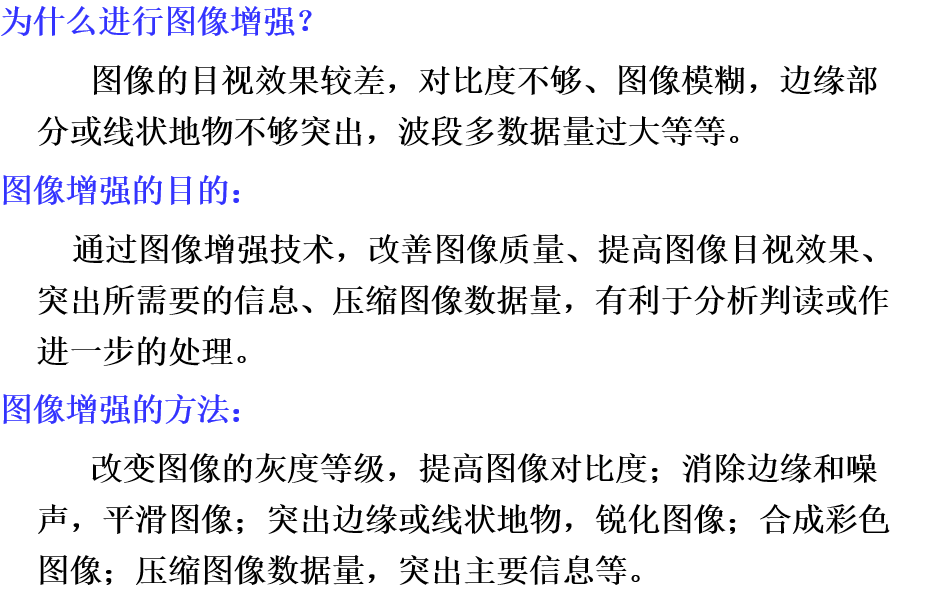 为什么进行图像增强？
图像的目视效果较差，对比度不够、图像模糊，边缘部
分或线状地物不够突出，波段多数据量过大等等。
图像增强的目的：
通过图像增强技术，改善图像质量、提高图像目视效果、
突出所需要的信息、压缩图像数据量，有利于分析判读或作
进一步的处理。
图像增强的方法：
改变图像的灰度等级，提高图像对比度；消除边缘和噪
声，平滑图像；突出边缘或线状地物，锐化图像；合成彩色
图像；压缩图像数据量，突出主要信息等。